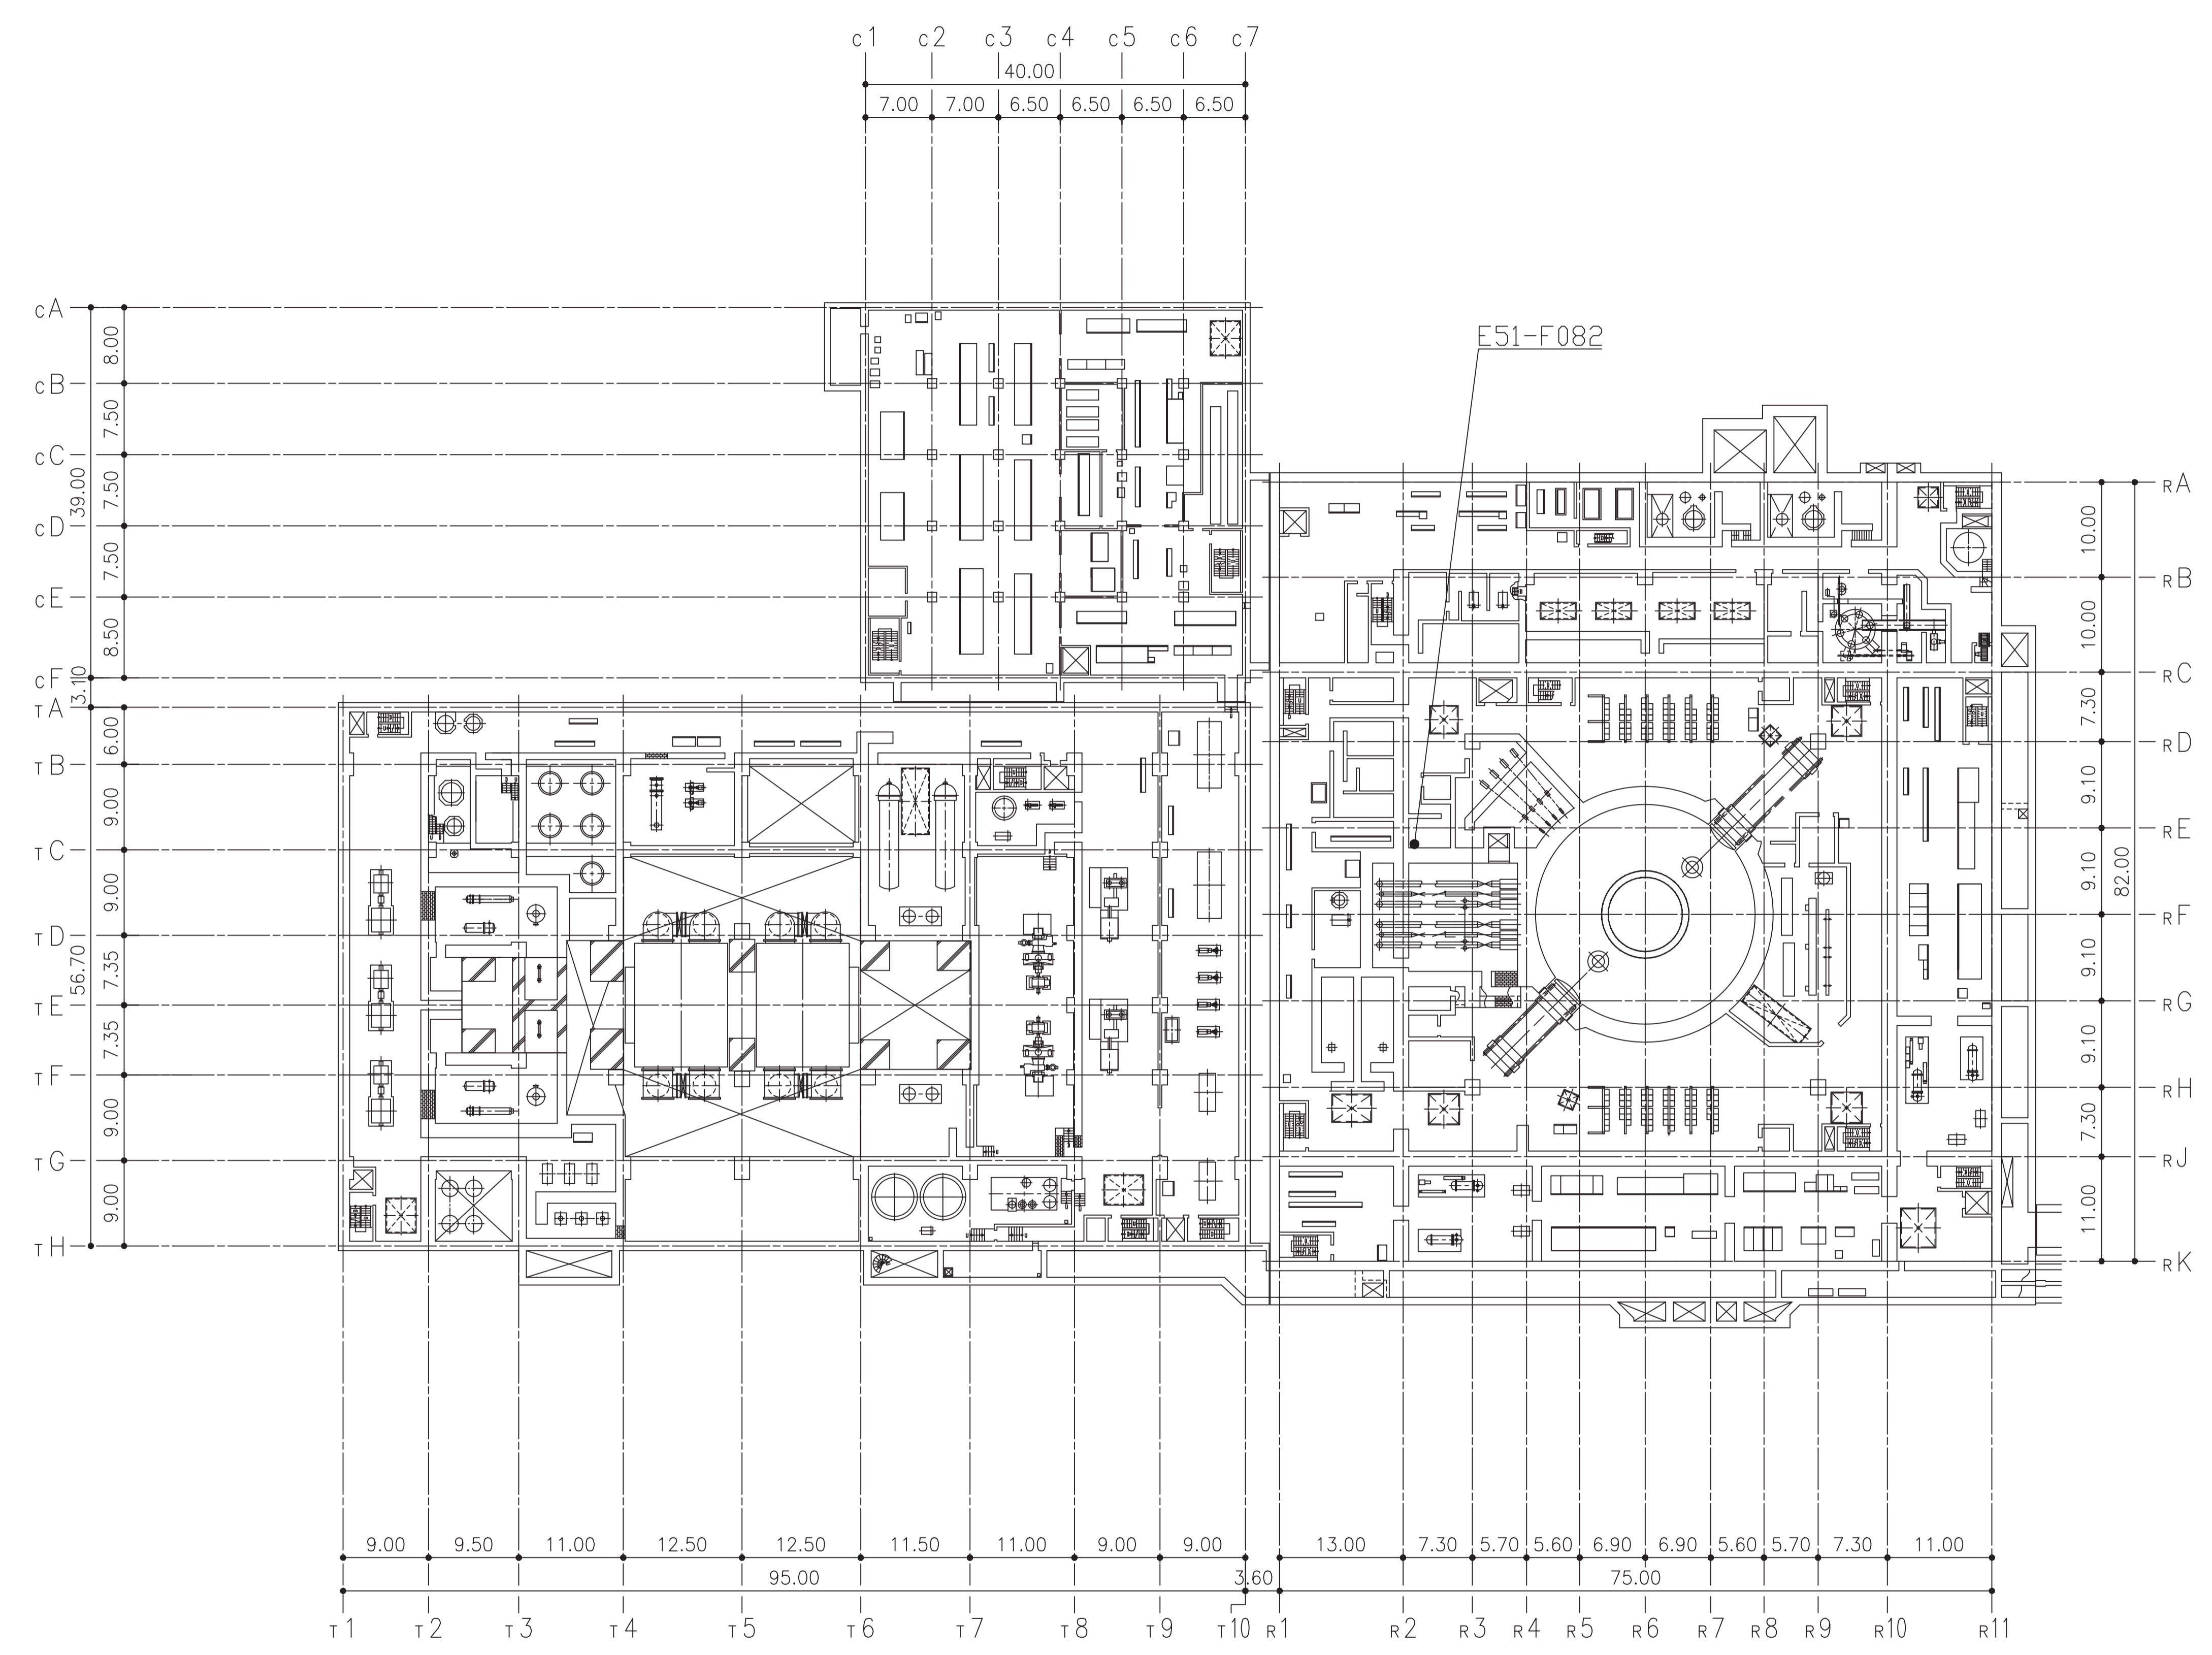 c1 c2 c3 c4 c5 c6 c7
40.00
7.00 7.00 6.50 6.50 6.50 6.50
cA
8.00
cB
7.50
cC
39.00
7.50
cD
7.50
cE
8.50
cF
3.10
TA
6.00
TB
9.00
TC
9.00
TD
56.70
7.35
TE
7.35
TF
9.00
TG
9.00
TH
E51-F082
RA
10.00
RB
10.00
RC
7.30
RD
9.10
RE
82.00
9.10
RF
9.10
RG
9.10
RH
7.30
RJ
11.00
RK
9.00 9.50 11.00 12.50 12.50 11.50 11.00 9.00 9.00 13.00 7.30 5.70 5.60 6.90 6.90 5.60 5.70 7.30 11.00
95.00 3.60 75.00
T1 T2 T3 T4 T5 T6 T7 T8 T9 T10 R1 R2 R3 R4 R5 R6 R7 R8 R9 R10 R11